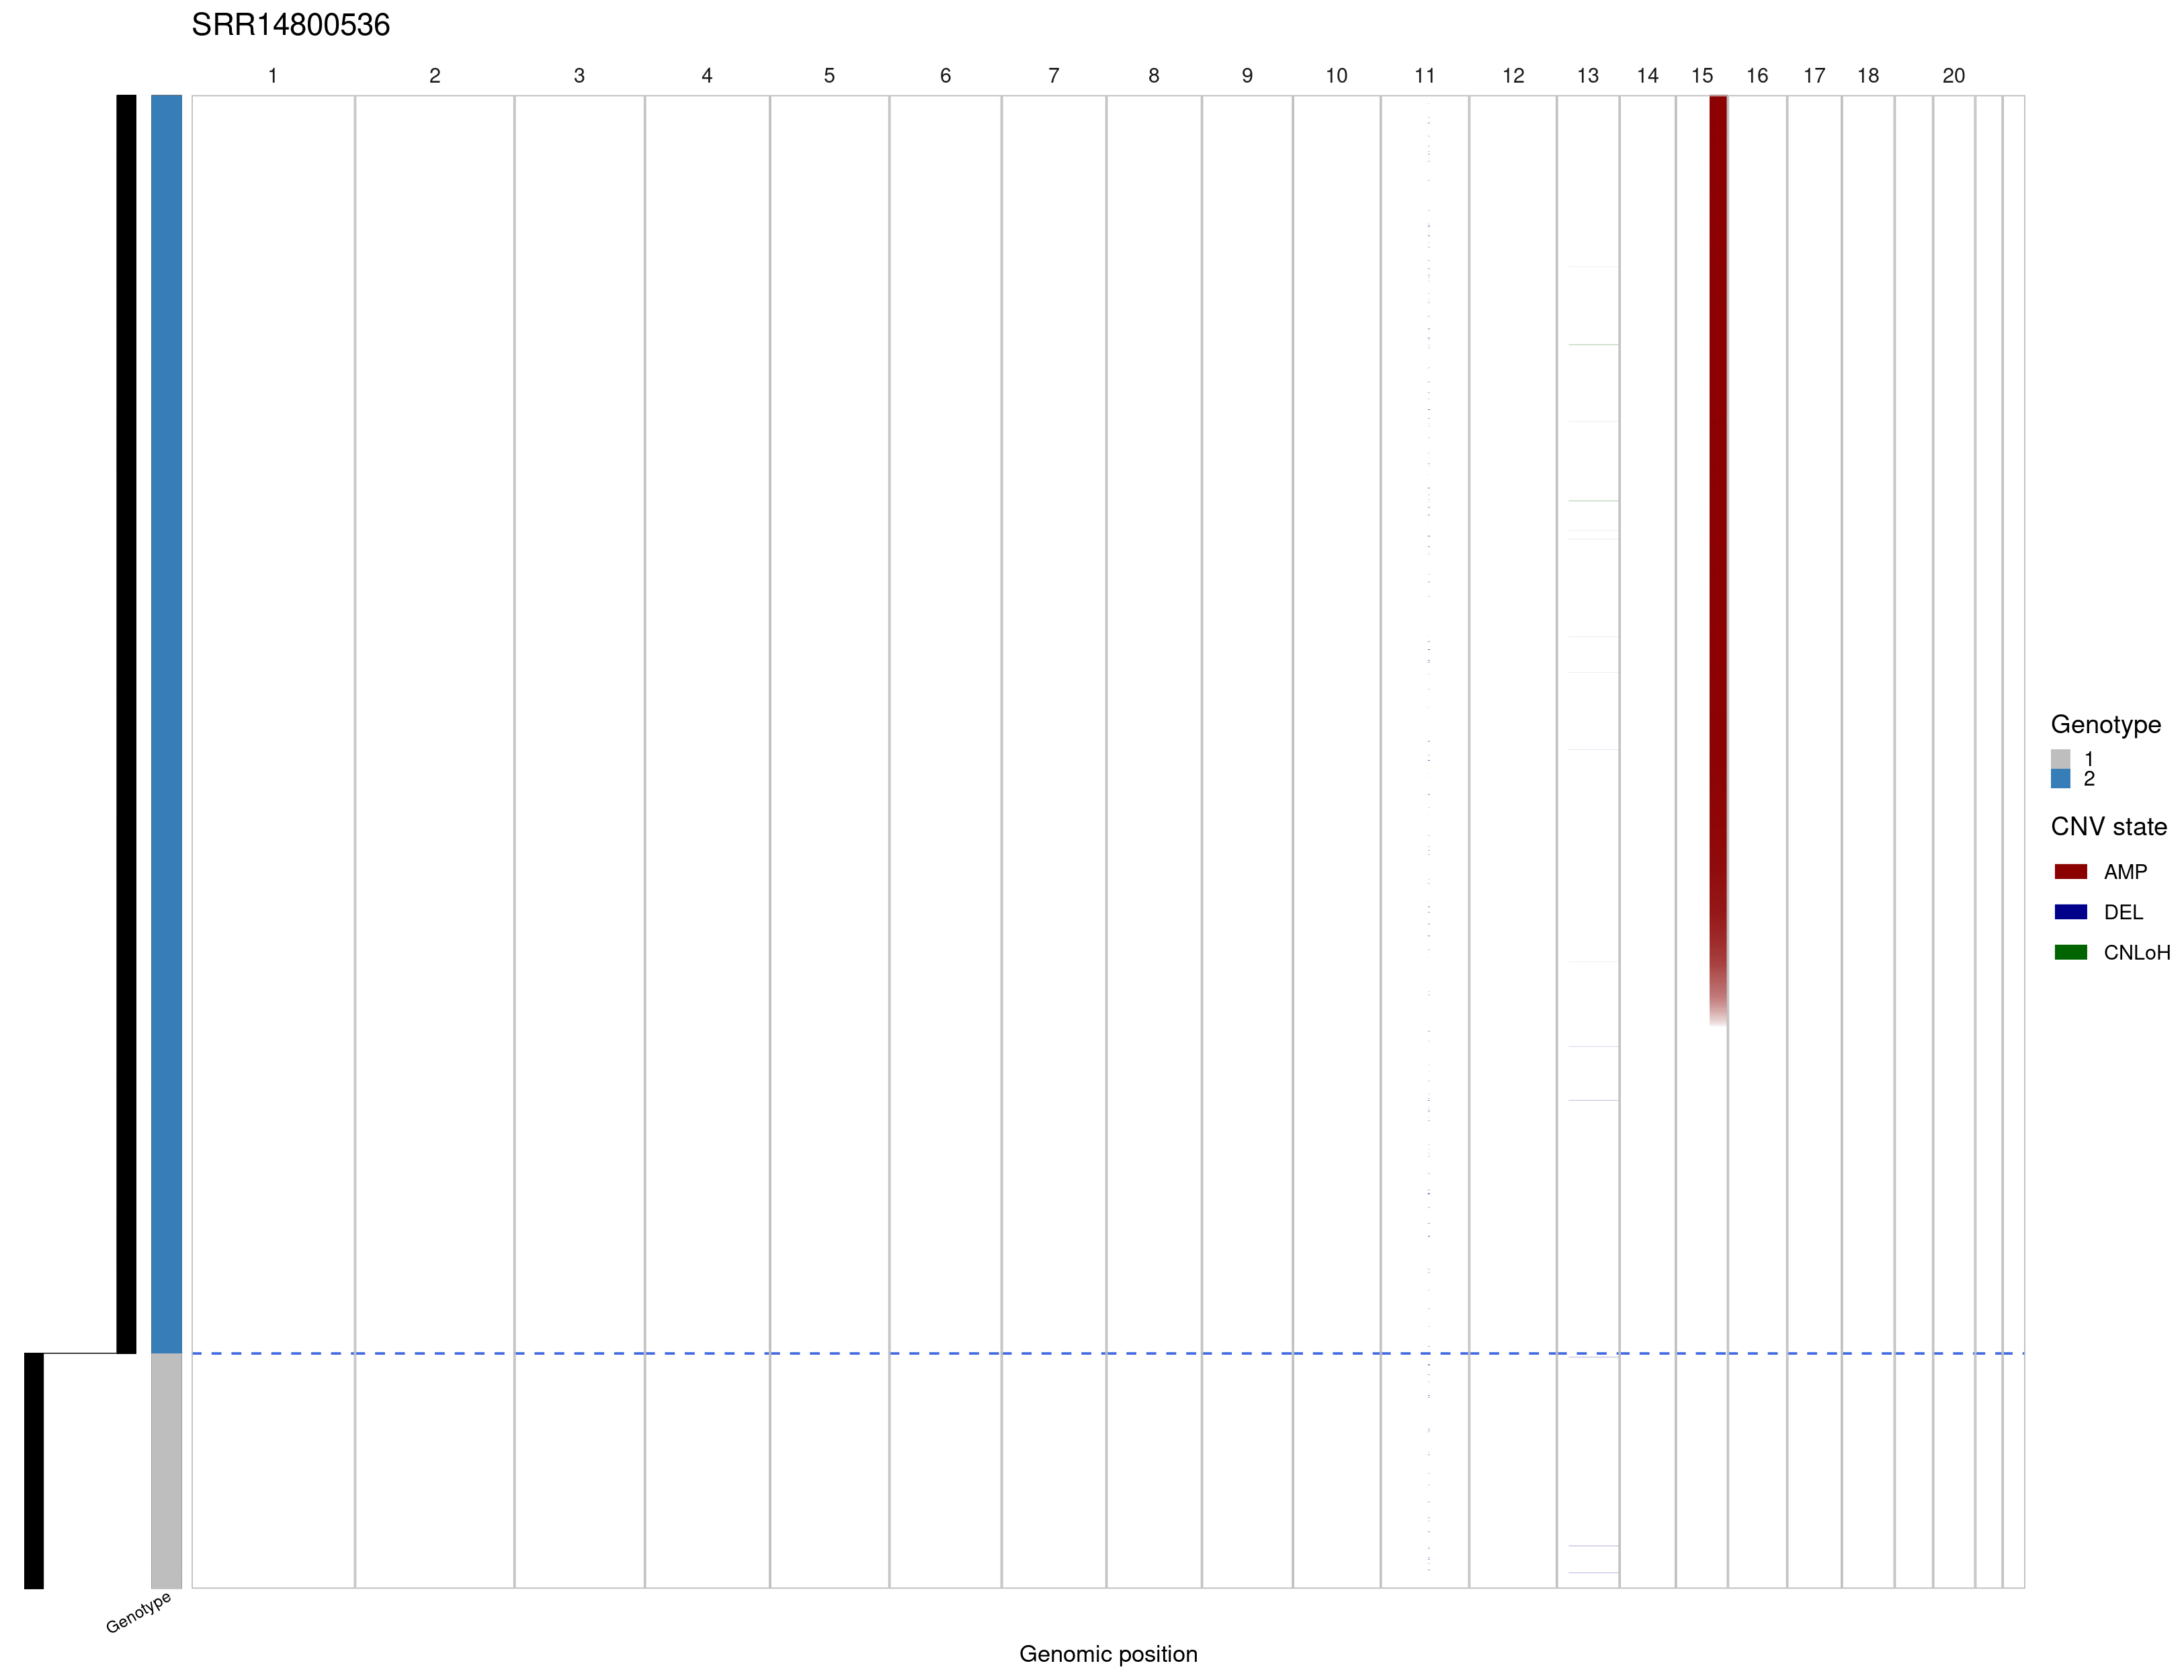 SRR14800536
1 2 3 4 5 6 7 8 9 10 11 12 13 14 15 16 17 18 20
Genotype
1
2
CNV state
AMP
DEL
CNLoH
Genotype
Genomic position